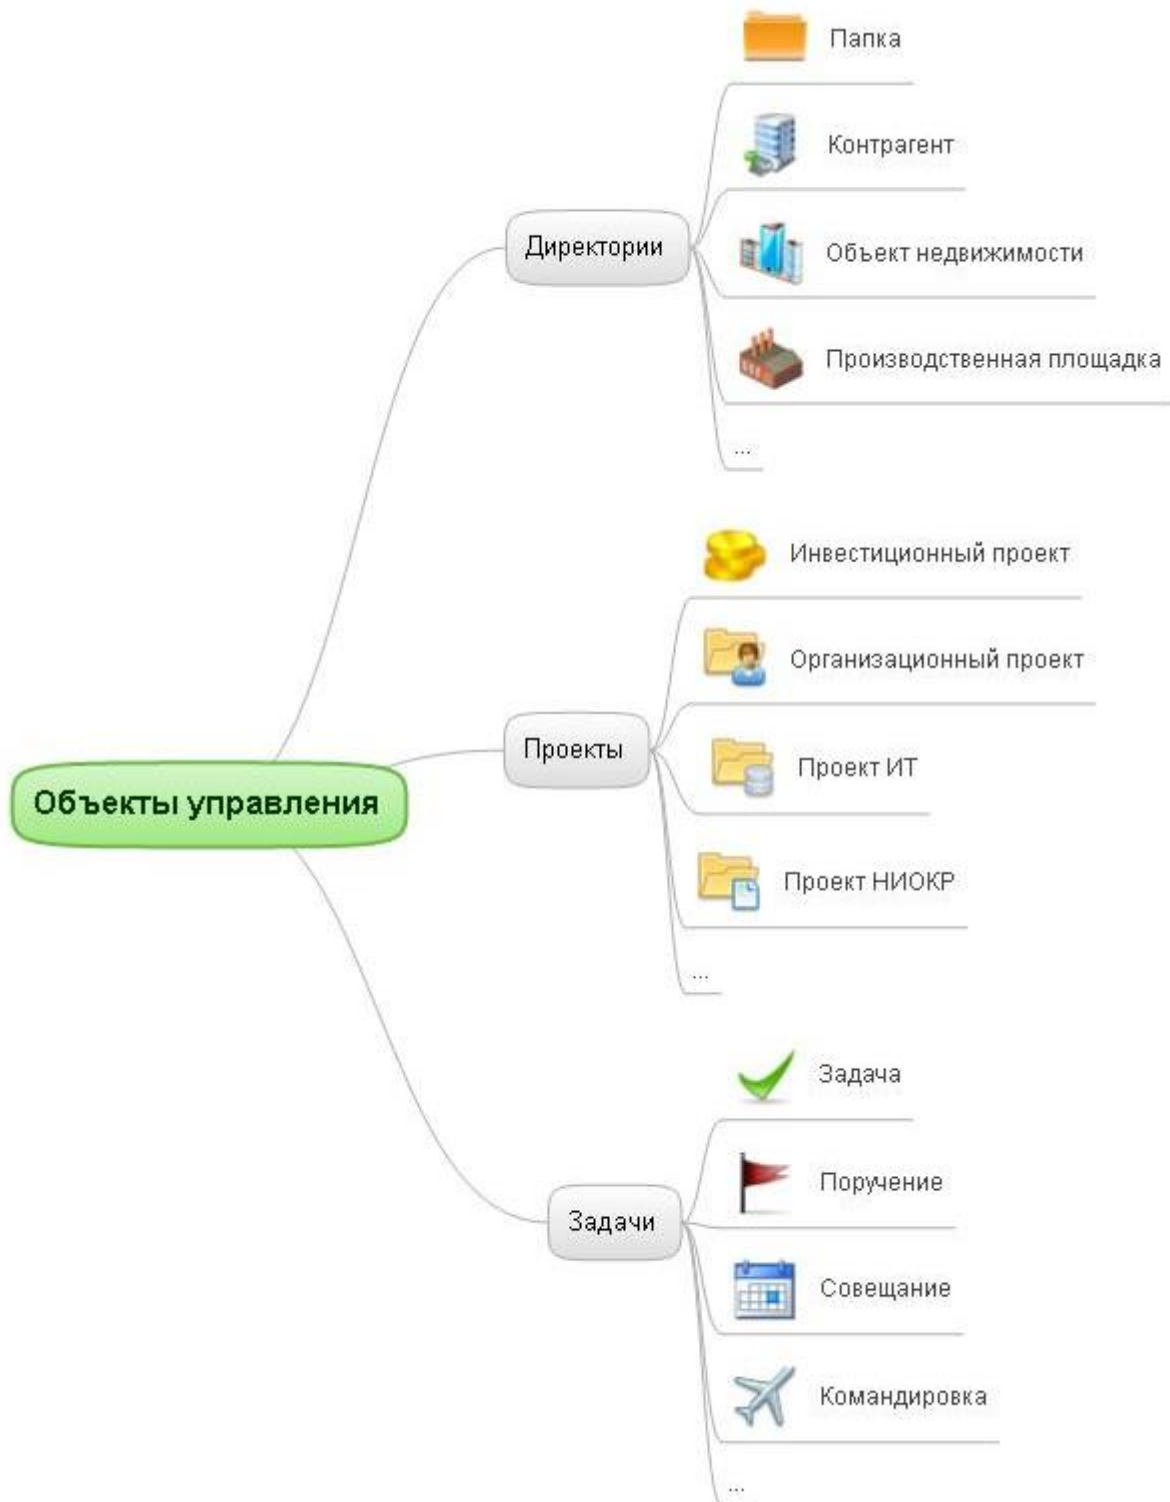 Папка
Контрагент
Директории
Объект недвижимости
Производственная площадка
...
Инвестиционный проект
Организационный проект
Проекты
Проект ИТ
Объекты управления
Проект НИОКР
...
Задача
Поручение
Задачи
Совещание
Командировка
...